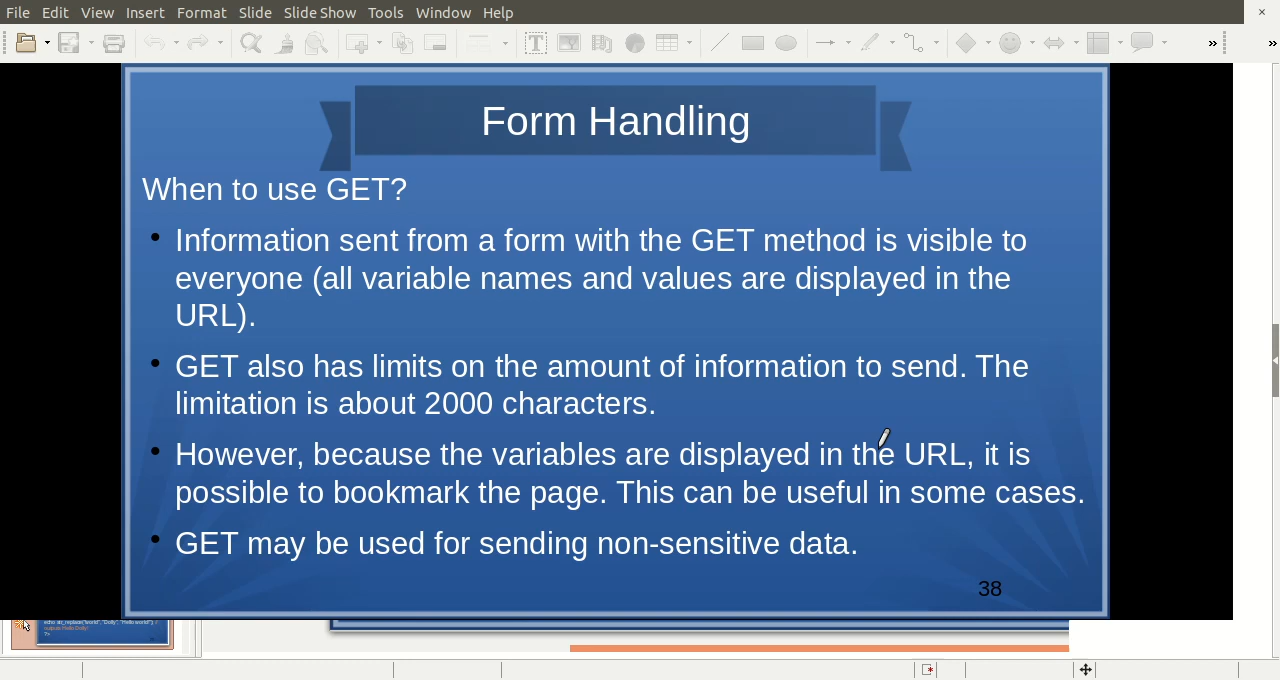 File Edit View Insert Format Slide Slide Show Tools Window Help
Form Handling
When to use GET?
• Information sent from a form with the GET method is visible to
everyone (all variable names and values are displayed in the
URL).
• GET also has limits on the amount of information to send. The
limitation is about 2000 characters.
• However, because the variables are displayed in the URL, it is
possible to bookmark the page. This can be useful in some cases.
• GET may be used for sending non-sensitive data.
38